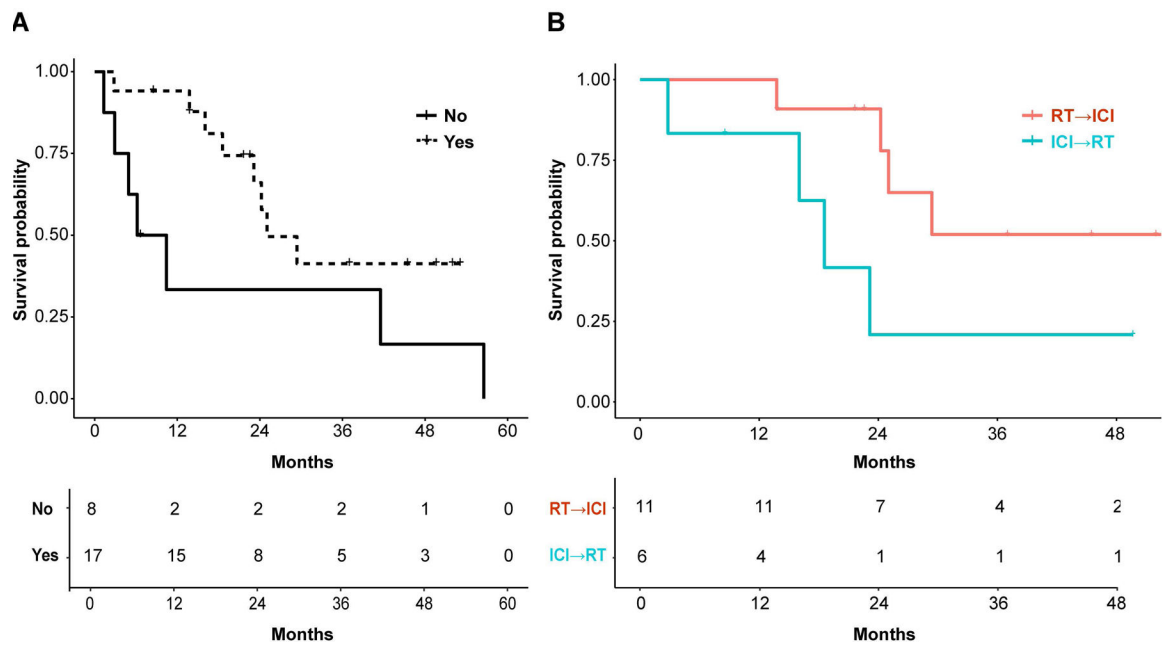 A
Survival probability
1.00
0.75
0.50
0.25
0.00
No
Yes
0 12 24 36 48 60
Months
No 8 2 2 2 1 0
Yes 17 15 8 5 3 0
0 12 24 36 48 60
Months
B
Survival probability
1.00
0.75
0.50
0.25
0.00
RT→ICI
ICI→RT
0 12 24 36 48
Months
RT→ICI 11 11 7 4 2
ICI→RT 6 4 1 1 1
0 12 24 36 48
Months